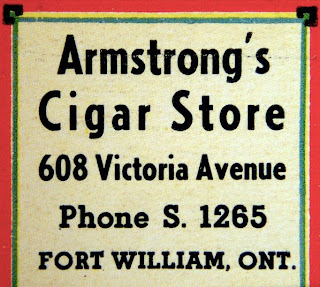 Armstrong's
Cigar Store
608 Victoria Avenue
Phone S. 1265
FORT WILLIAM, ONT.